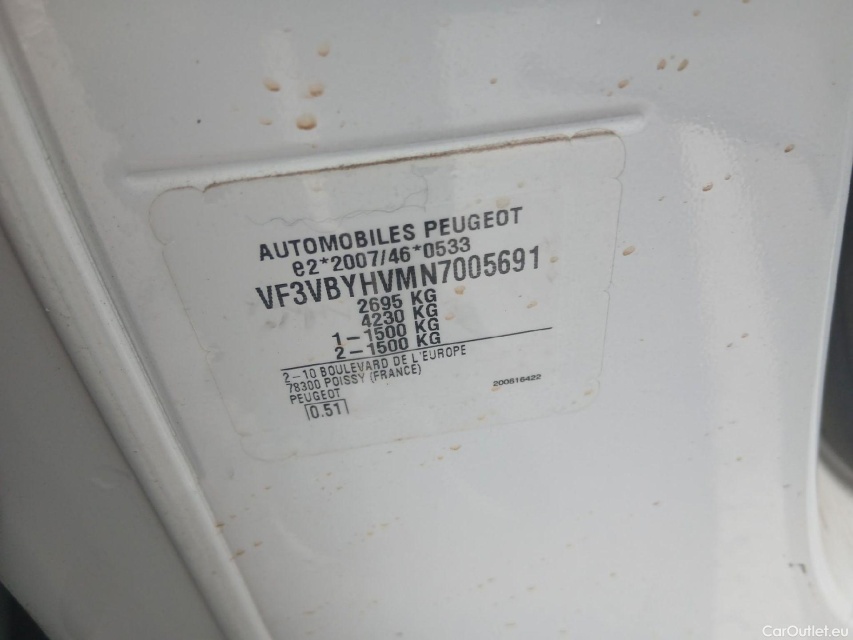 AUTOMOBILES PEUGEOT
e2*2007/46*0533
VF3VBYHVMN7005691
2695 KG
4230 KG
1-1500 KG
2-1500 KG
2-10 BOULEVARD DE L'EUROPE
78300 POISSY (FRANCE)
PEUGEOT
0.51
200816422
CarOutlet.eu